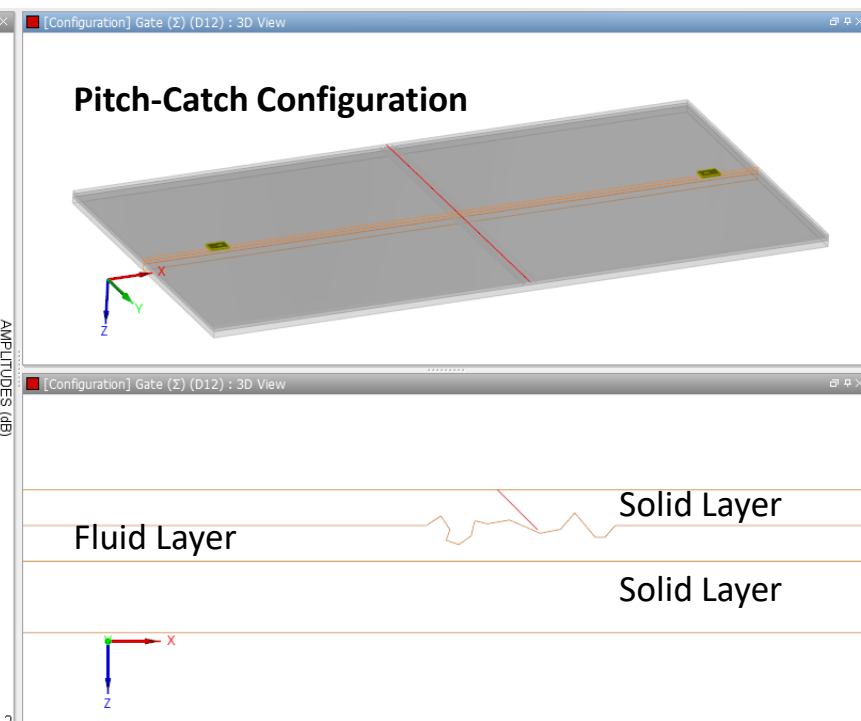 [Configuration] Gate (Σ) (D12) : 3D View
Pitch-Catch Configuration
X
Y
Z
AMPLITUDES (dB)
[Configuration] Gate (Σ) (D12) : 3D View
Solid Layer
Fluid Layer
Solid Layer
X
Z